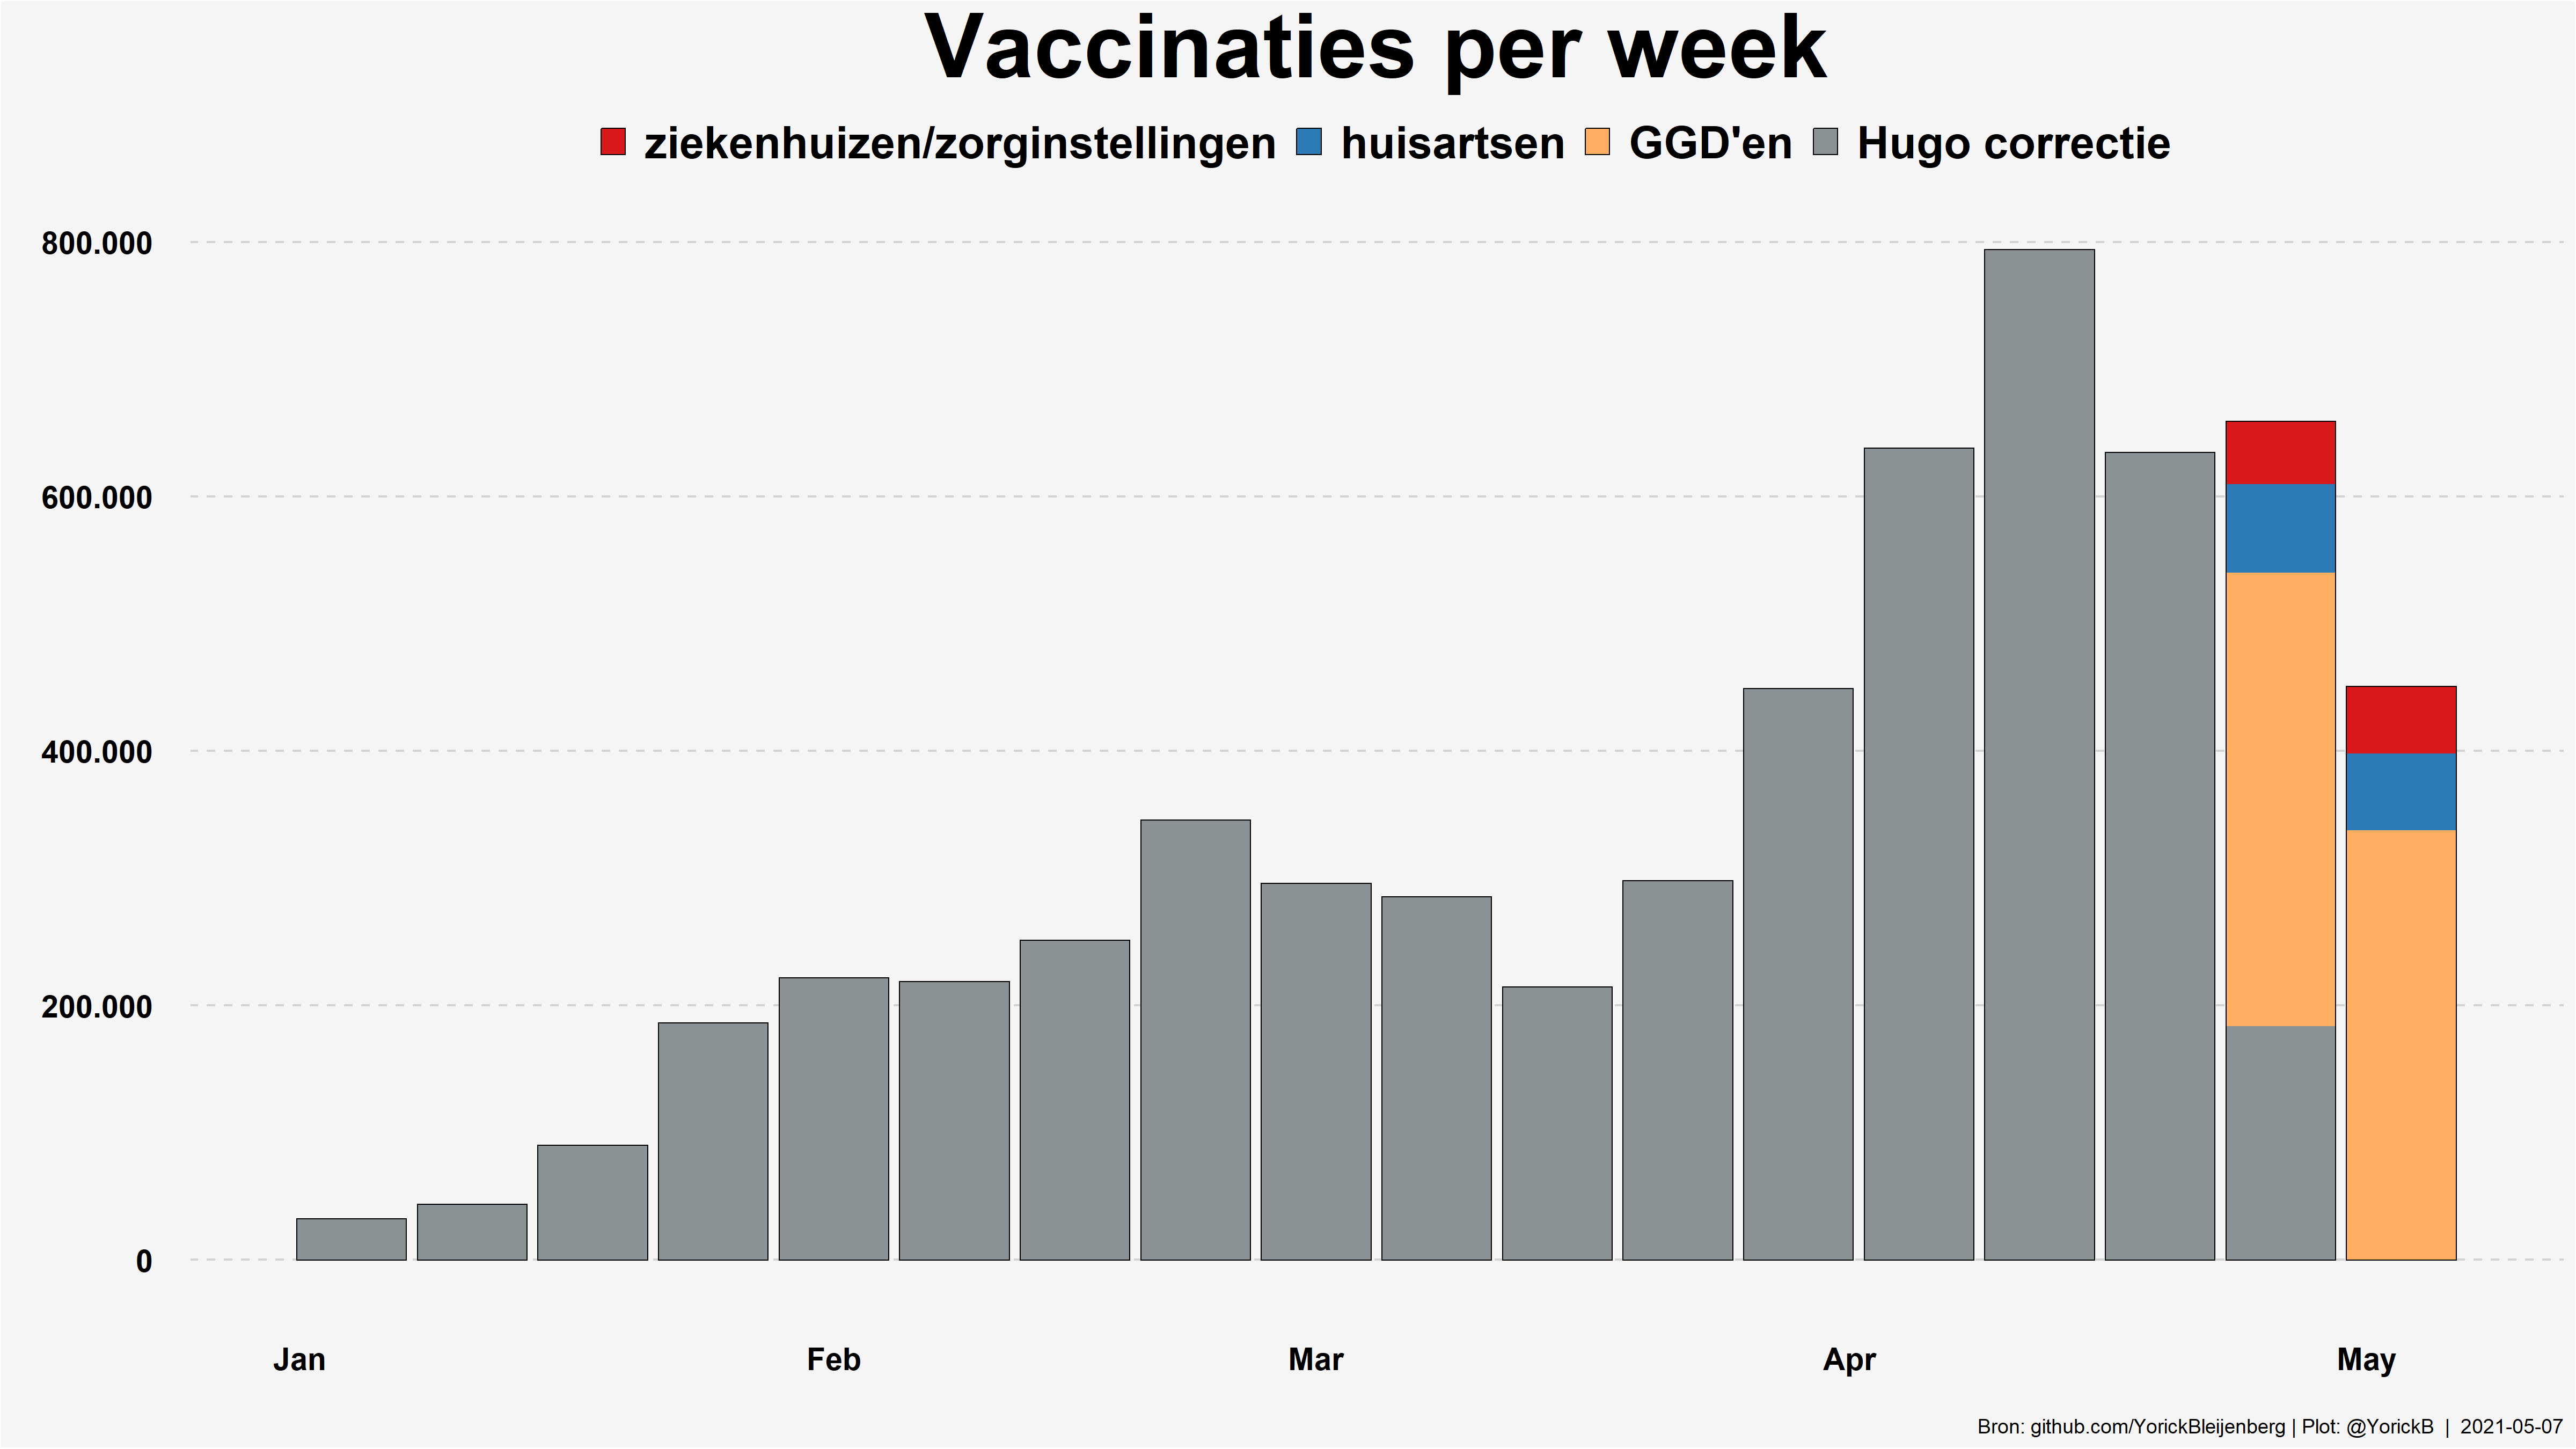 Vaccinaties per week
ziekenhuizen/zorginstellingen huisartsen GGD'en Hugo correctie
800.000
600.000
400.000
200.000
0
Jan Feb Mar Apr May
Bron: github.com/YorickBleijenberg | Plot: @YorickB | 2021-05-07